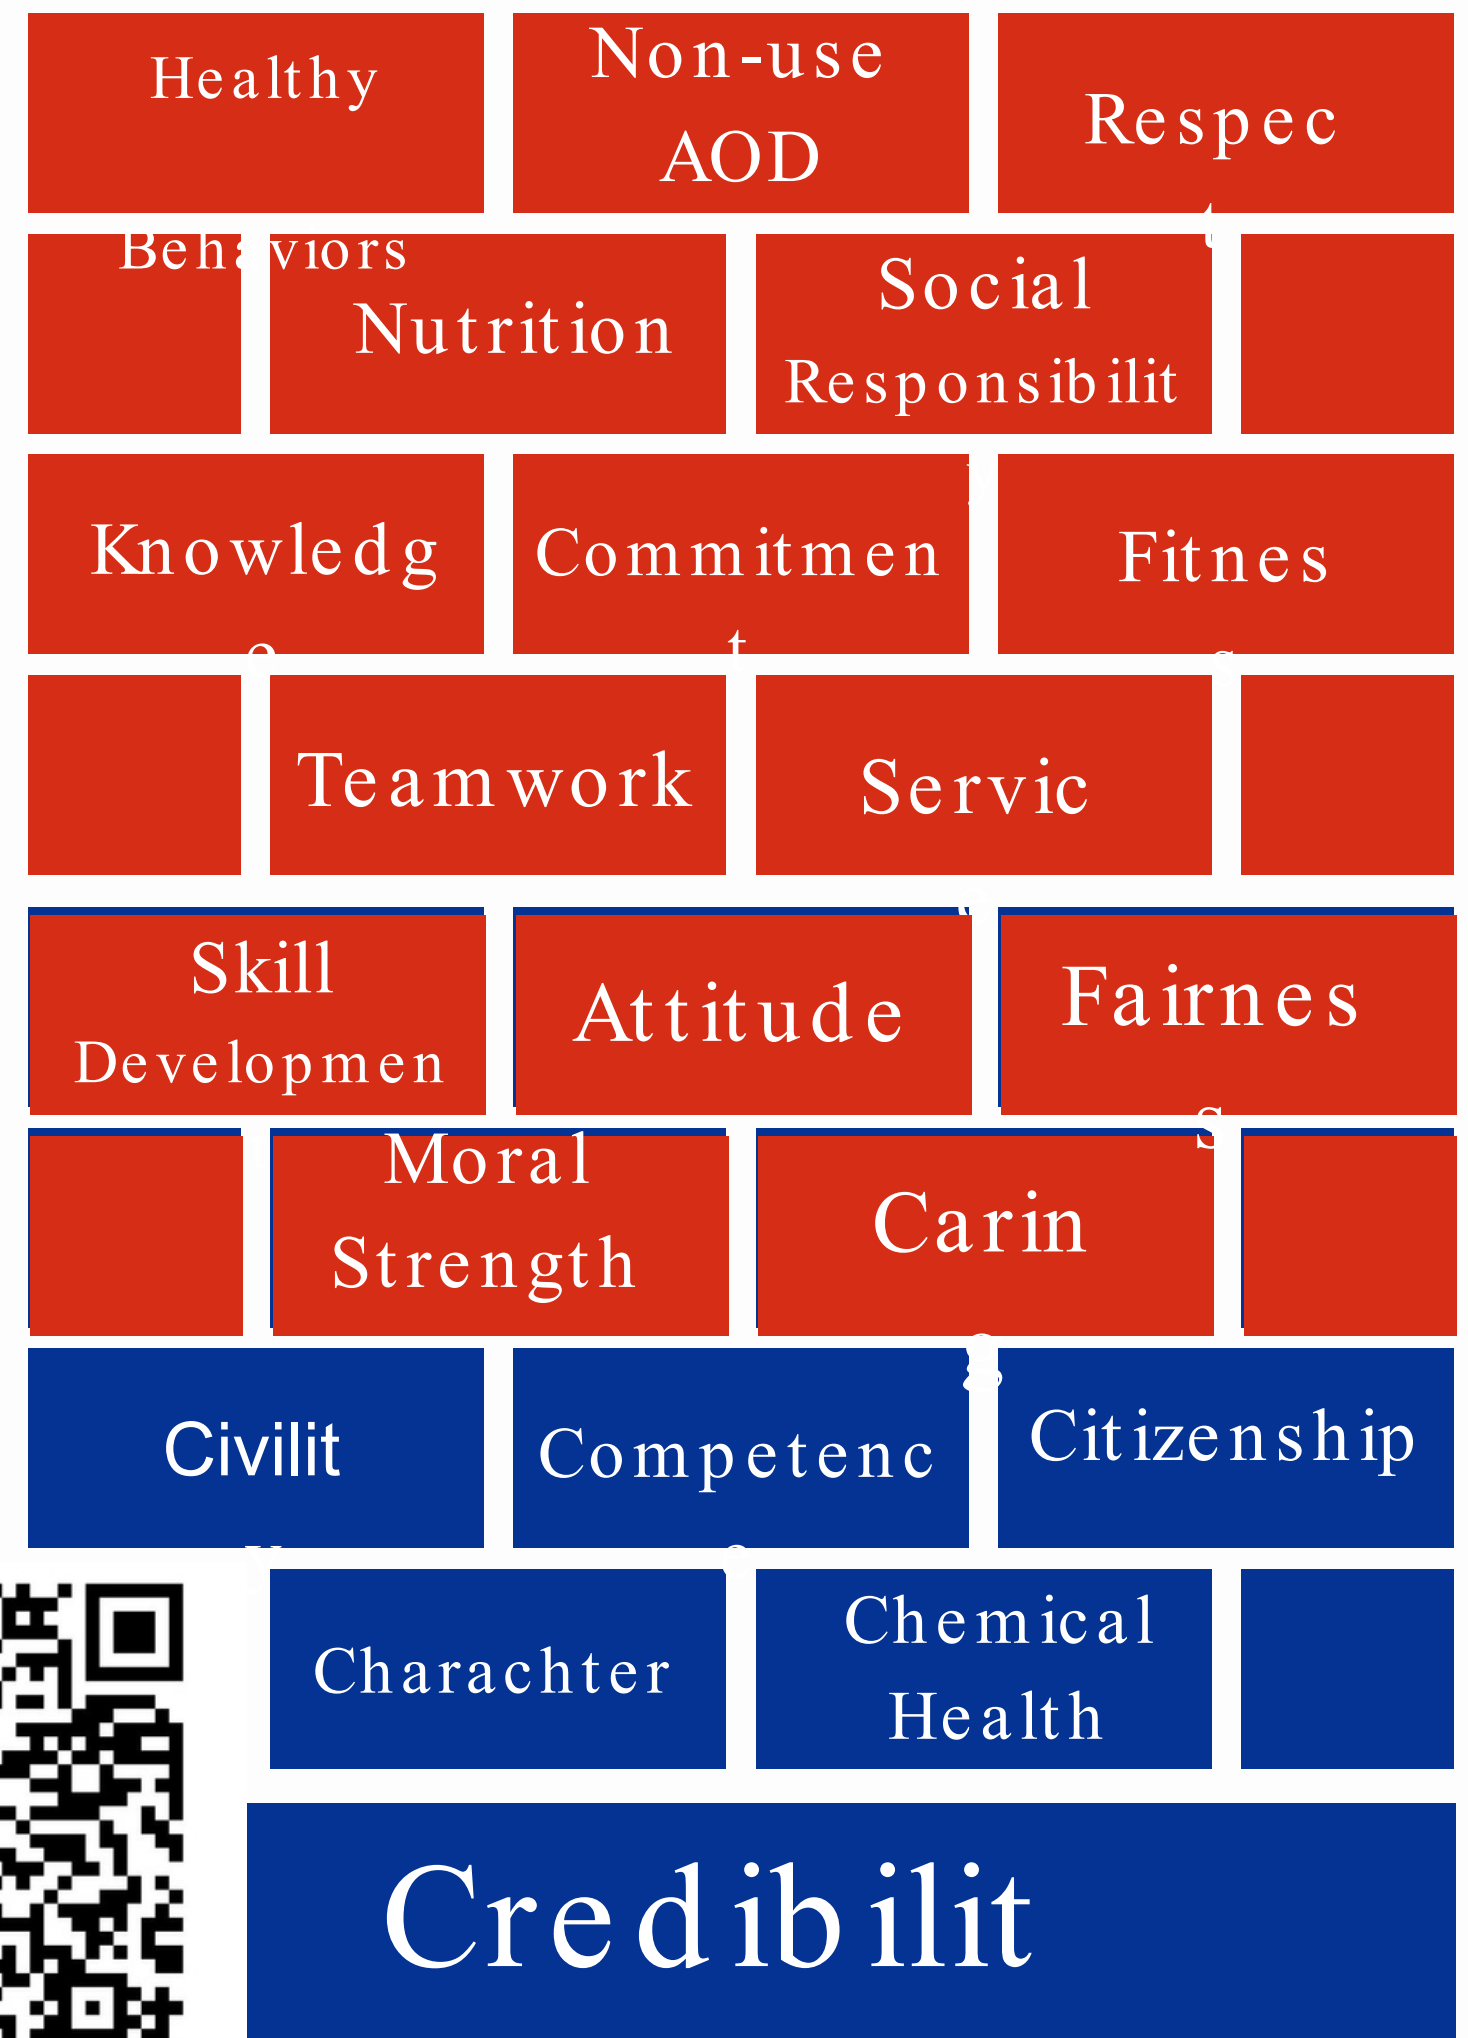 Healthy
Behaviors
Non-use
AOD
Respec
t
Nutrition
Social
Responsibilit
y
Knowledg
e
Commitmen
t
Fitnes
s
Teamwork
Servic
e
Skill
Developmen
Attitude
Fairnes
s
Moral
Strength
Carin
g
Civilit
y
Competenc
e
Citizenship
Charachter
Chemical
Health
Credibilit